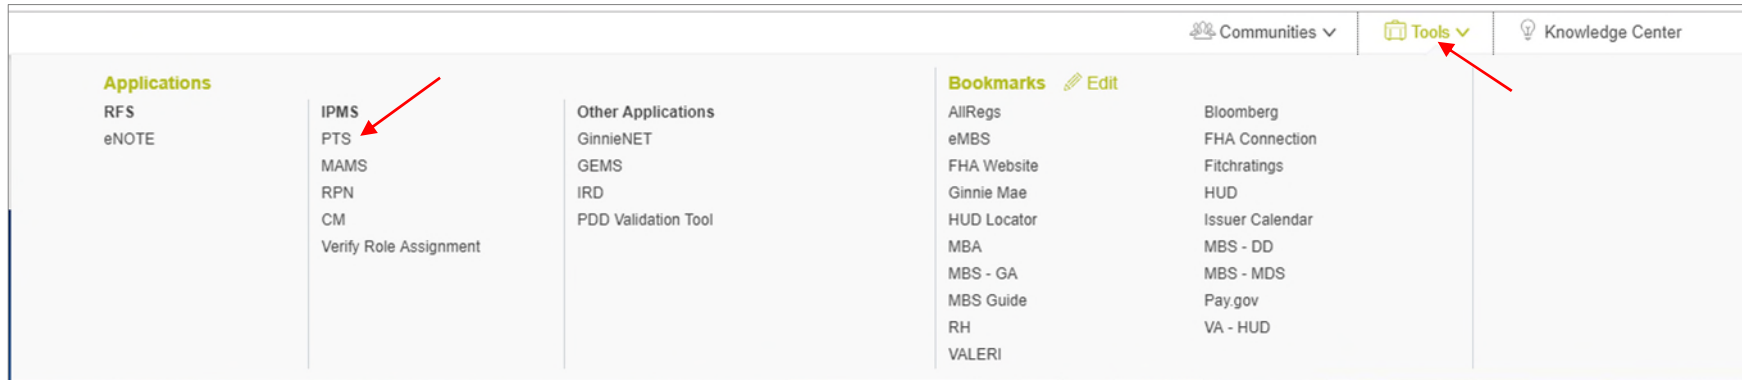 Communities
Tools
Knowledge Center
Applications
RFS
eNOTE
IPMS
PTS
MAMS
RPN
CM
Verify Role Assignment
Other Applications
GinnieNET
GEMS
IRD
PDD Validation Tool
Bookmarks Edit
AllRegs
eMBS
FHA Website
Ginnie Mae
HUD Locator
MBA
MBS - GA
MBS Guide
RH
VALERI
Bloomberg
FHA Connection
Fitchratings
HUD
Issuer Calendar
MBS - DD
MBS - MDS
Pay.gov
VA - HUD